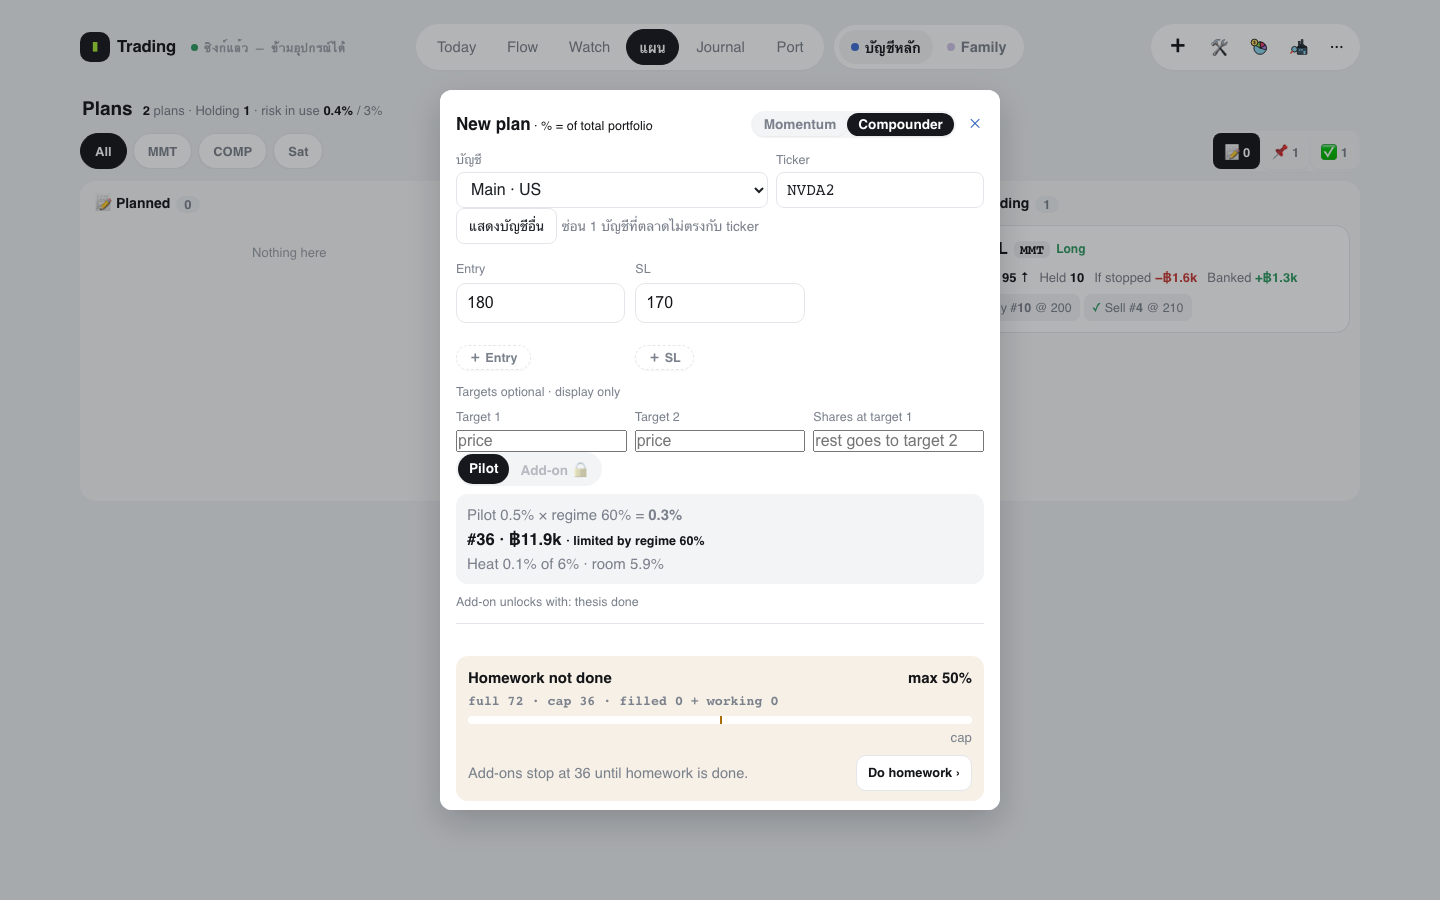 Trading
ซิงก์แล้ว — ข้ามอุปกรณ์ได้
Today Flow Watch แผน Journal Port
บัญชีหลัก Family
Plans 2 plans · Holding 1 · risk in use 0.4% / 3%
All MMT COMP Sat
0 1 1
Planned 0
Nothing here
ding 1
L MMT Long
95 ↑ Held 10 If stopped −฿1.6k Banked +฿1.3k
y #10 @ 200 ✓ Sell #4 @ 210
New plan · % = of total portfolio
Momentum Compounder ×
บัญชี Ticker
Main · US NVDA2
แสดงบัญชีอื่น ซ่อน 1 บัญชีที่ตลาดไม่ตรงกับ ticker
Entry SL
180 170
+ Entry + SL
Targets optional · display only
Target 1 Target 2 Shares at target 1
price price rest goes to target 2
Pilot Add-on
Pilot 0.5% × regime 60% = 0.3%
#36 · ฿11.9k · limited by regime 60%
Heat 0.1% of 6% · room 5.9%
Add-on unlocks with: thesis done
Homework not done max 50%
full 72 · cap 36 · filled 0 + working 0
cap
Add-ons stop at 36 until homework is done.
Do homework ›